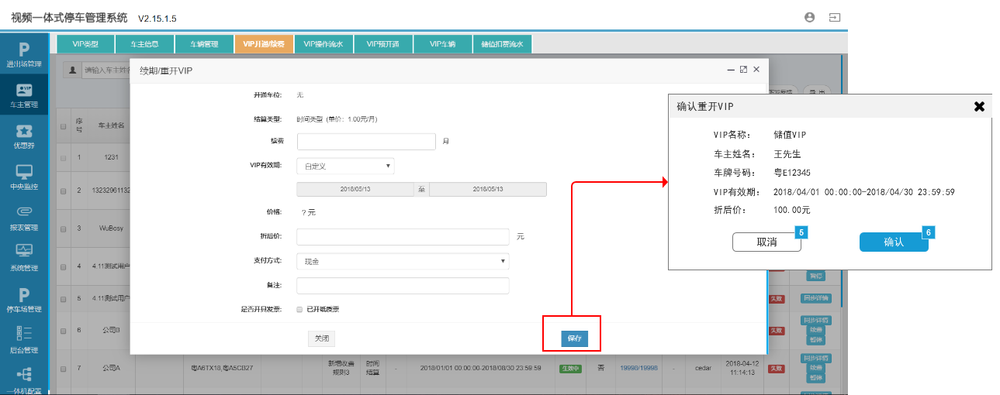 视频一体式停车管理系统 V2.15.1.5
VIP类型 车主信息 车辆管理 VIP开通/续费 VIP操作流水 VIP预开通 VIP车辆 储值扣费流水
进出场管理
车主管理
优惠券
中央监控
报表管理
系统管理
停车场管理
后台管理
一体机配置
请输入车主姓名
导 出
序号 车主姓名
1 1231
2 13232961132
3 WuBosy
4 4.11测试用户
5 4.11测试用户 失败 同步详情
6 公司B 失败 同步详情 续费 暂停
7 公司A 粤A6TX18,粤A5CB27 新增收费规则3 时间结算 - 2018/01/01 00:00:00-2018/08/30 23:59:59 生效中 否 19998/19998 - cedar 2018-04-12 11:14:13 失败 同步详情 续费 暂停
暂停
续期/重开VIP
开通车位: 无
结算类型: 时间类型 (单价: 1.00元/月)
续费 月
VIP有效期: 自定义
2018/05/13 至 2018/05/13
价格: ? 元
折后价: 元
支付方式: 现金
备注:
是否开具发票: 已开纸质票
关闭 保存
确认重开VIP
VIP名称: 储值VIP
车主姓名: 王先生
车牌号码: 粤E12345
VIP有效期: 2018/04/01 00:00:00-2018/04/30 23:59:59
折后价: 100.00元
取消 5 确认 6